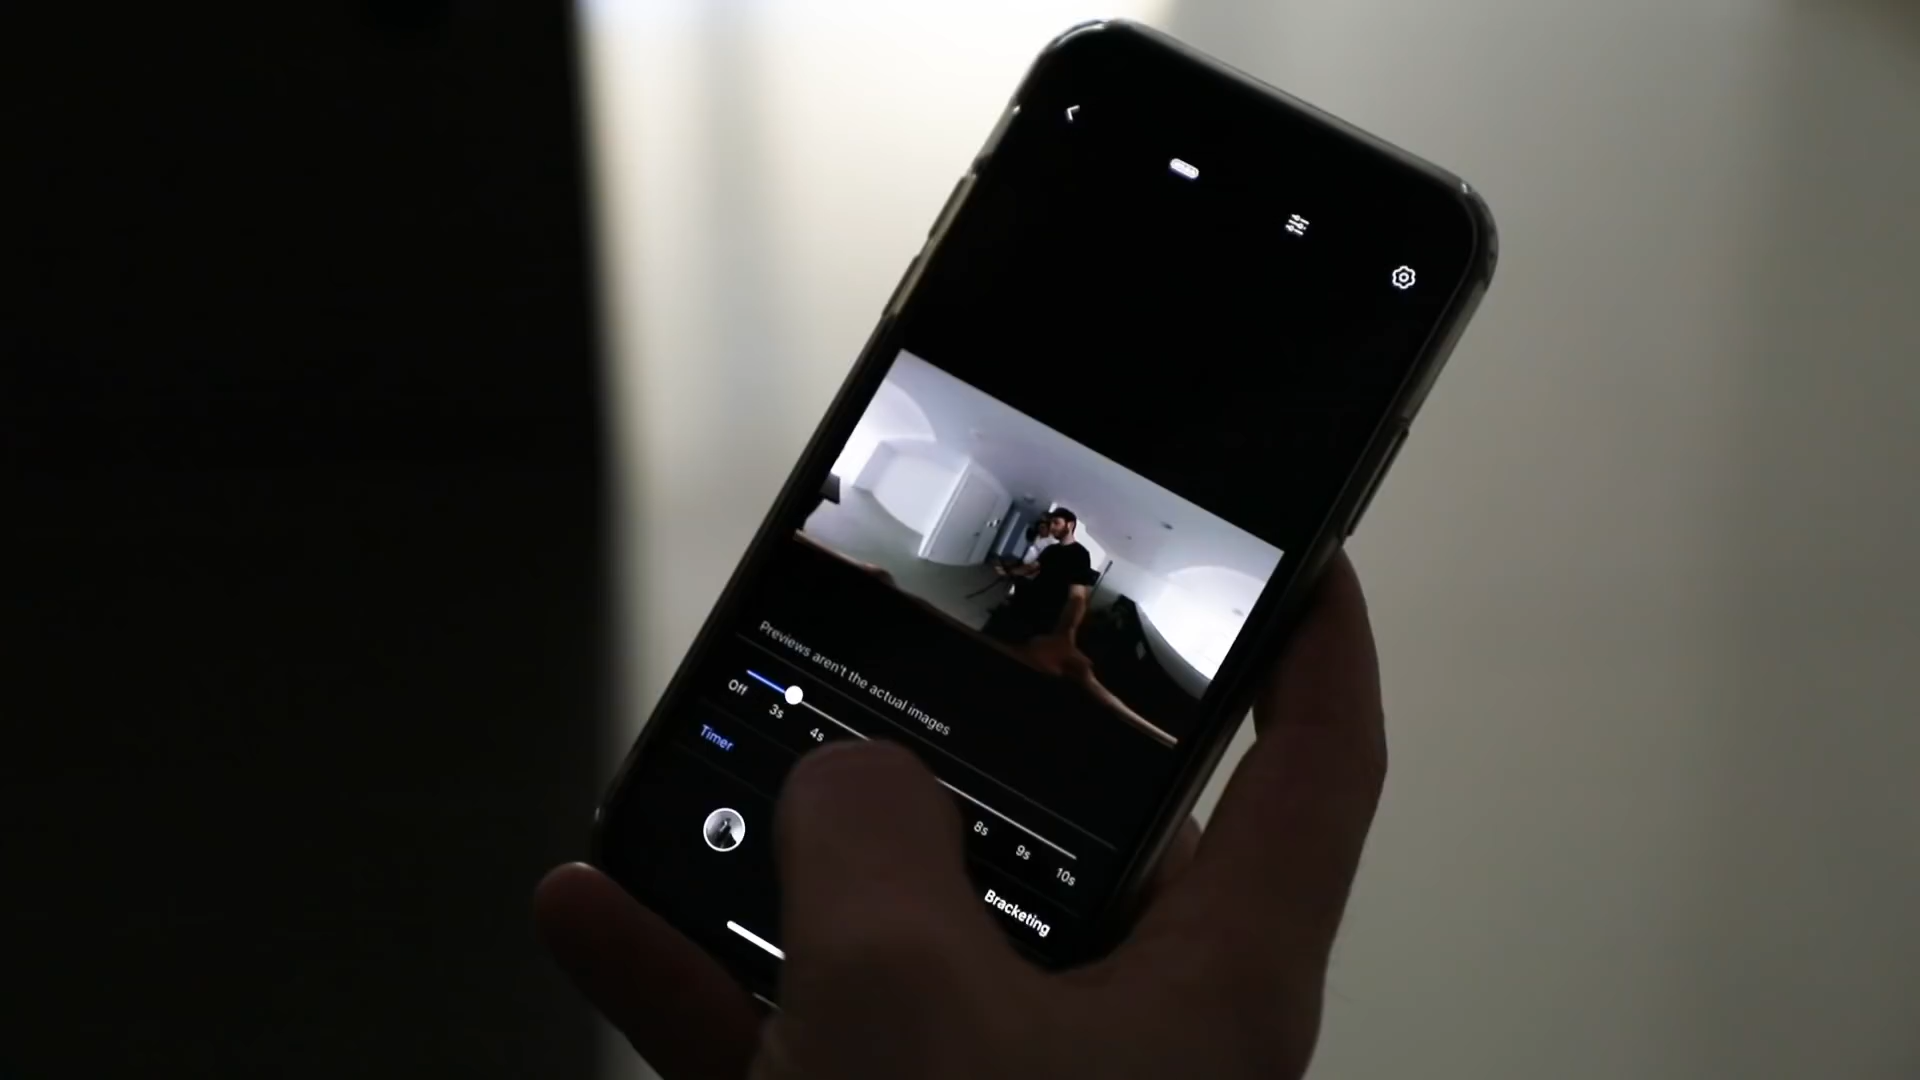 Previews aren't the actual images
Off
3s
4s
8s
9s
10s
Timer
Bracketing